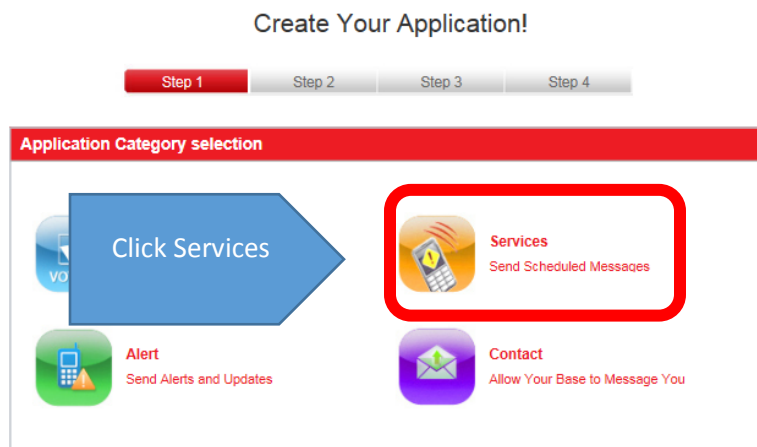 Create Your Application!
Step 1 Step 2 Step 3 Step 4
Application Category selection
Click Services
VO
Services
Send Scheduled Messages
Alert
Send Alerts and Updates
Contact
Allow Your Base to Message You